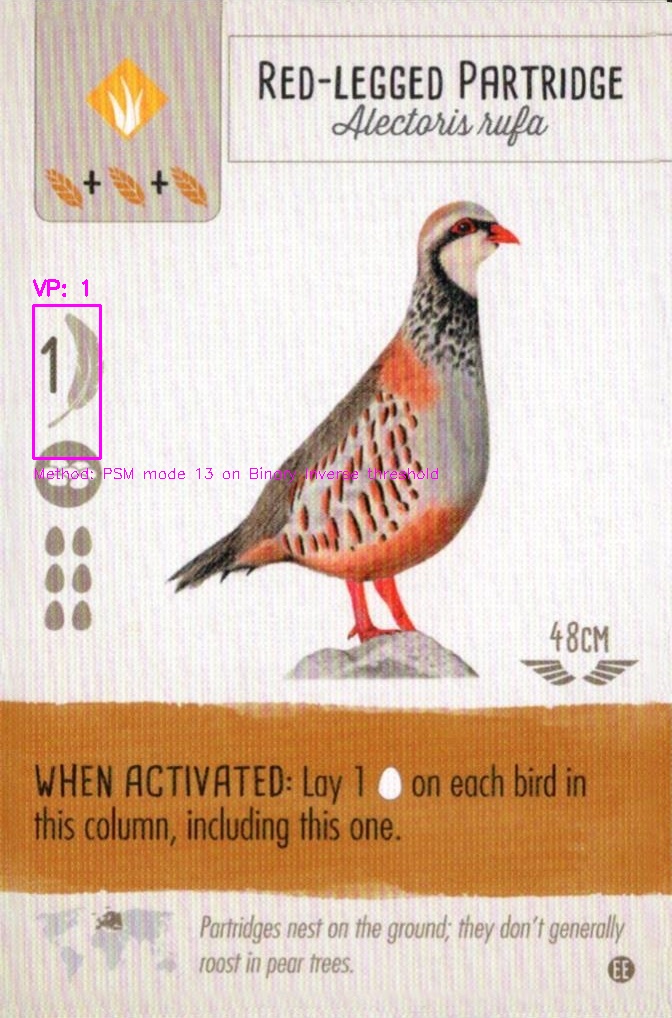 RED-LEGGED PARTRIDGE
Alectoris rufa
+ +
VP: 1
1
Method: PSM mode 13 on Binary Inverse threshold
48CM
WHEN ACTIVATED: Lay 1 on each bird in
this column, including this one.
Partridges nest on the ground; they don't generally
roost in pear trees.
EE